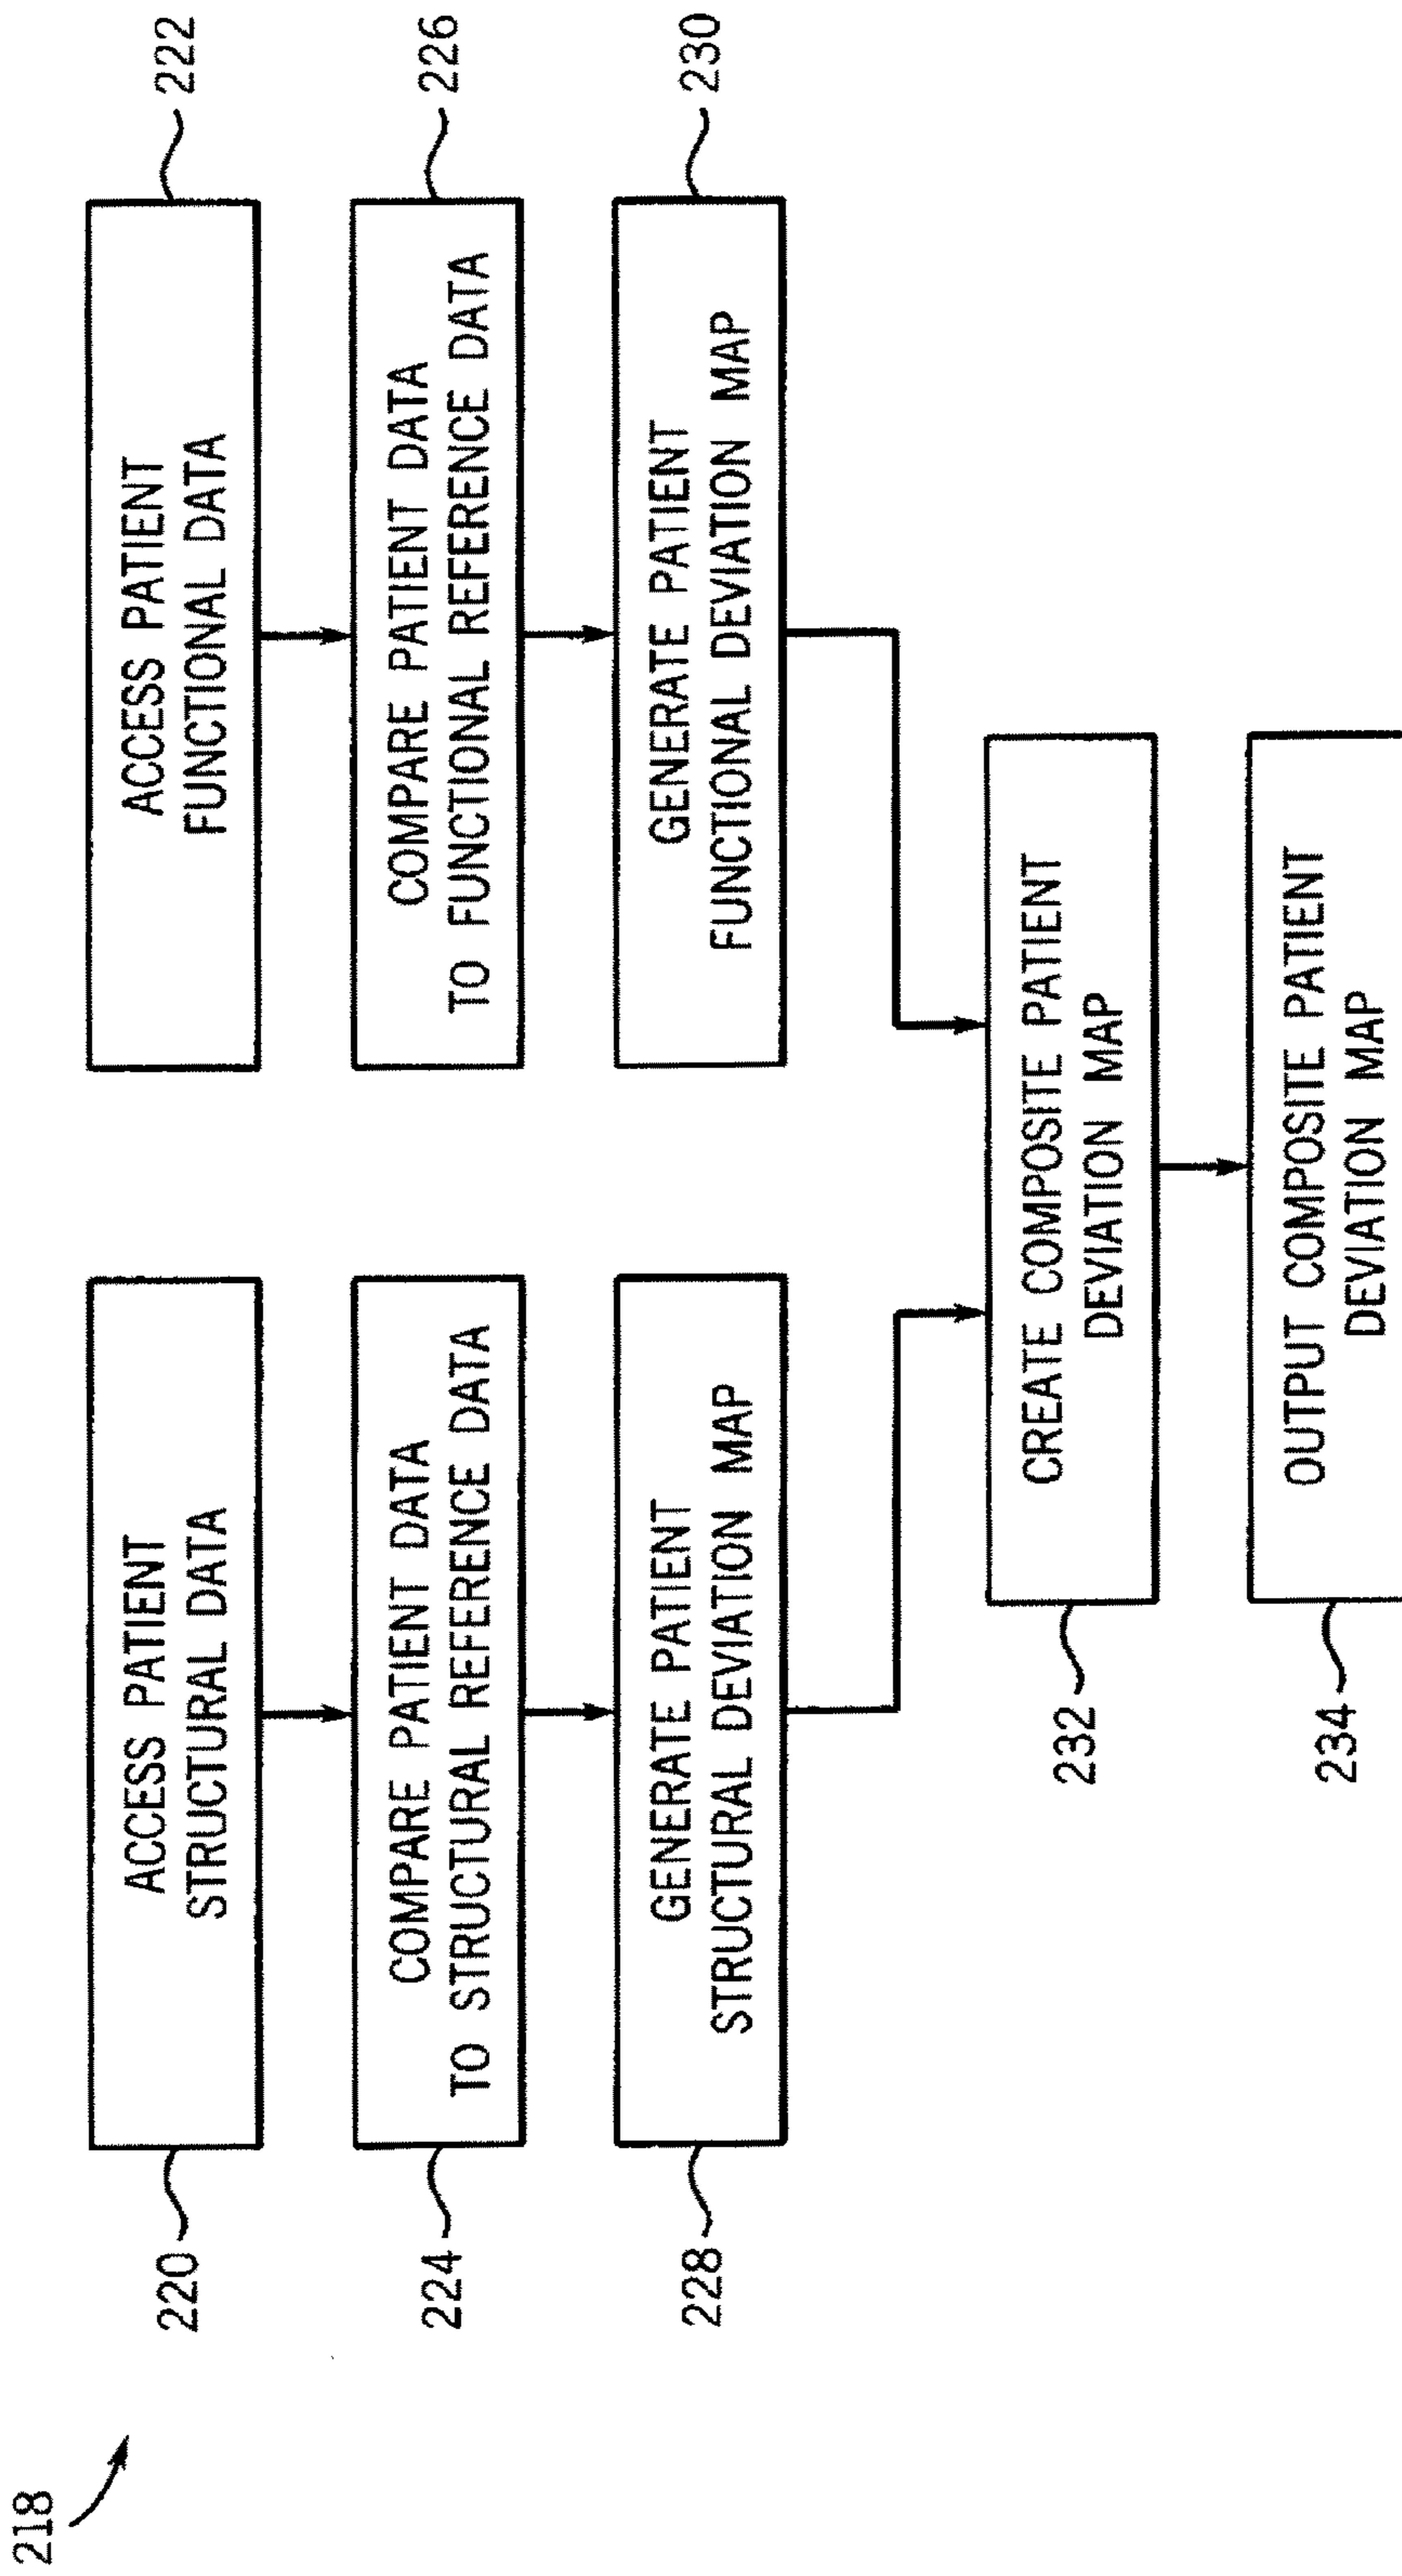 218
220
ACCESS PATIENT
STRUCTURAL DATA
ACCESS PATIENT
FUNCTIONAL DATA
222
224
COMPARE PATIENT DATA
TO STRUCTURAL REFERENCE DATA
COMPARE PATIENT DATA
TO FUNCTIONAL REFERENCE DATA
226
228
GENERATE PATIENT
STRUCTURAL DEVIATION MAP
GENERATE PATIENT
FUNCTIONAL DEVIATION MAP
230
232
CREATE COMPOSITE PATIENT
DEVIATION MAP
234
OUTPUT COMPOSITE PATIENT
DEVIATION MAP